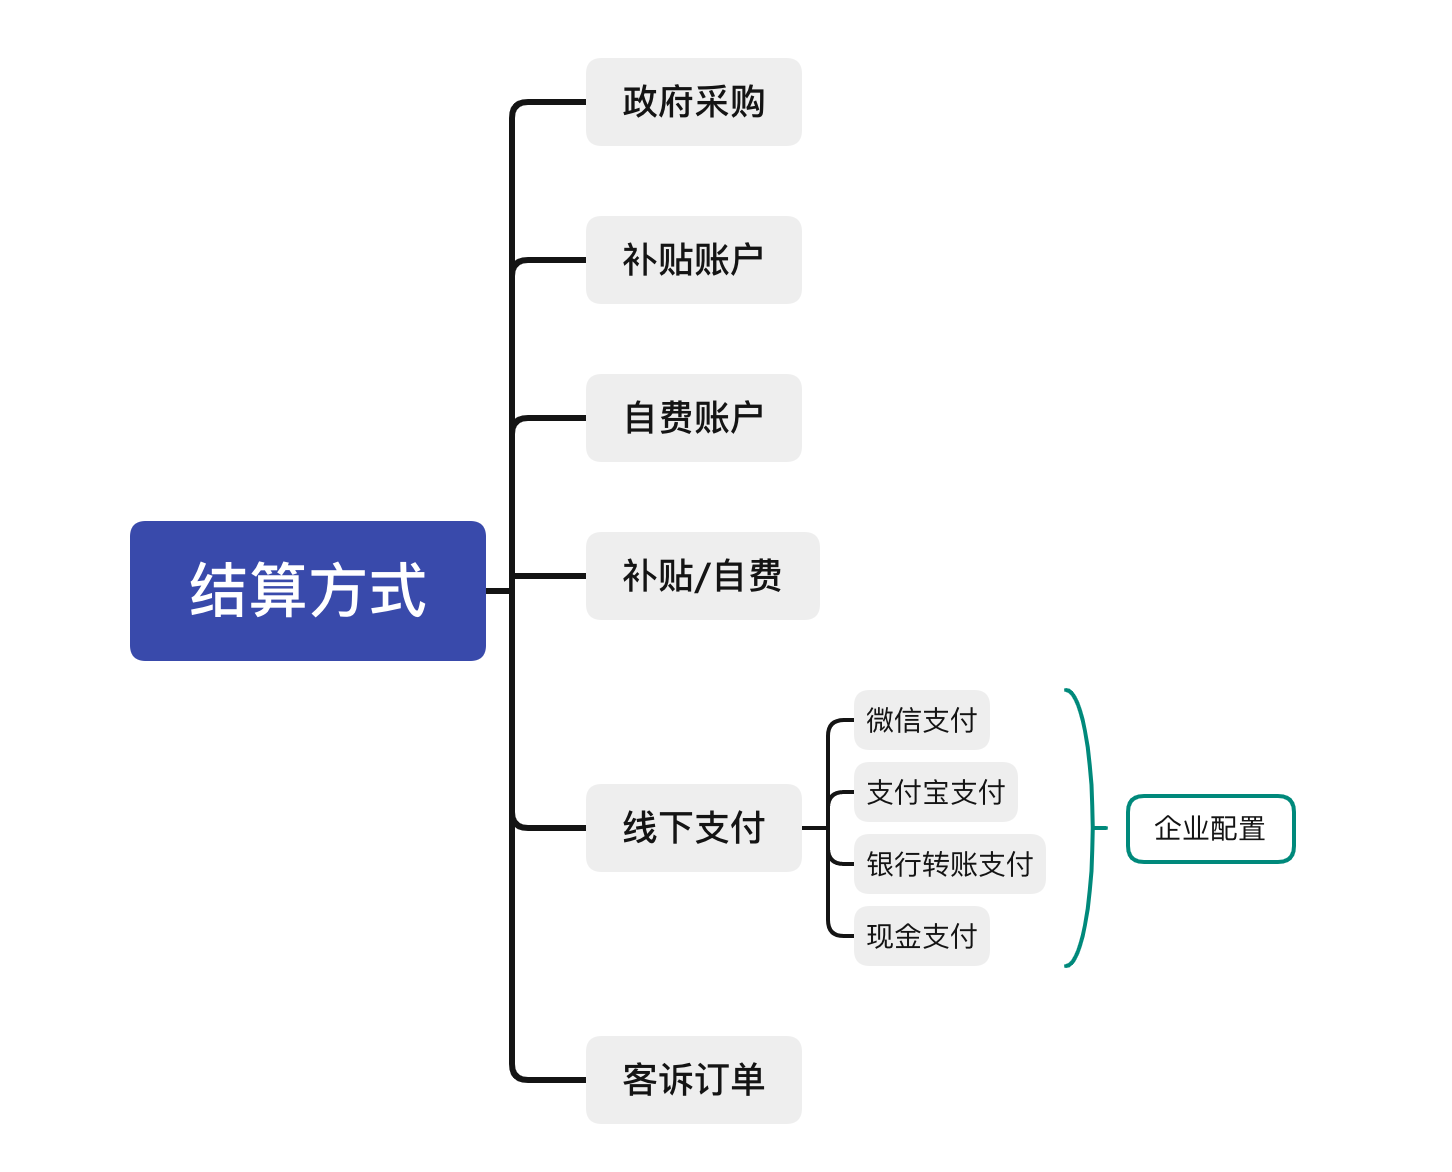 结算方式
政府采购
补贴账户
自费账户
补贴/自费
线下支付
微信支付
支付宝支付
银行转账支付
现金支付
企业配置
客诉订单